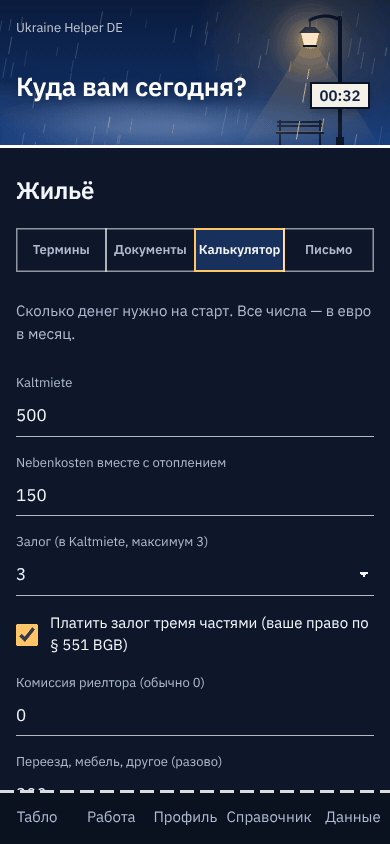 Ukraine Helper DE
Куда вам сегодня?
00:32
Жильё
Термины
Документы
Калькулятор
Письмо
Сколько денег нужно на старт. Все числа — в евро
в месяц.
Kaltmiete
500
Nebenkosten вместе с отоплением
150
Залог (в Kaltmiete, максимум 3)
3
Платить залог тремя частями (ваше право по
§ 551 BGB)
Комиссия риелтора (обычно 0)
0
Переезд, мебель, другое (разово)
Табло
Работа
Профиль
Справочник
Данные